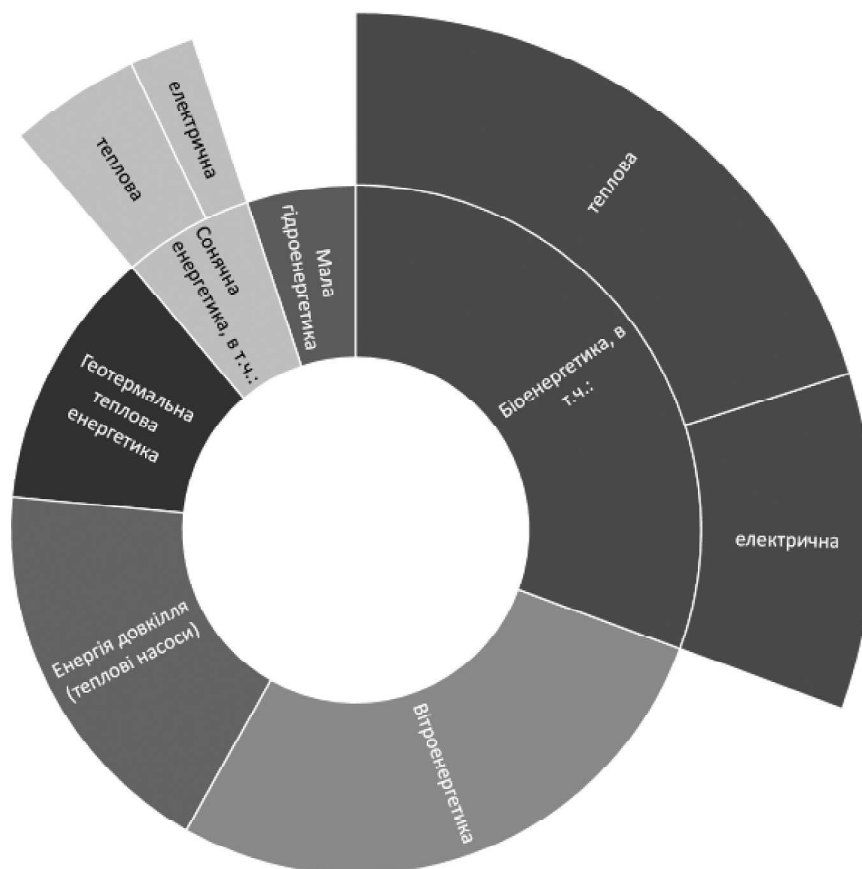 теплова
електрична
Біоенергетика, в
т.ч.:
Вітроенергетика
Енергія довкілля
(теплові насоси)
Геотермальна
теплова
енергетика
Сонячна
енергетика, в т.ч.:
теплова
електрична
Мала
гідроенергетика